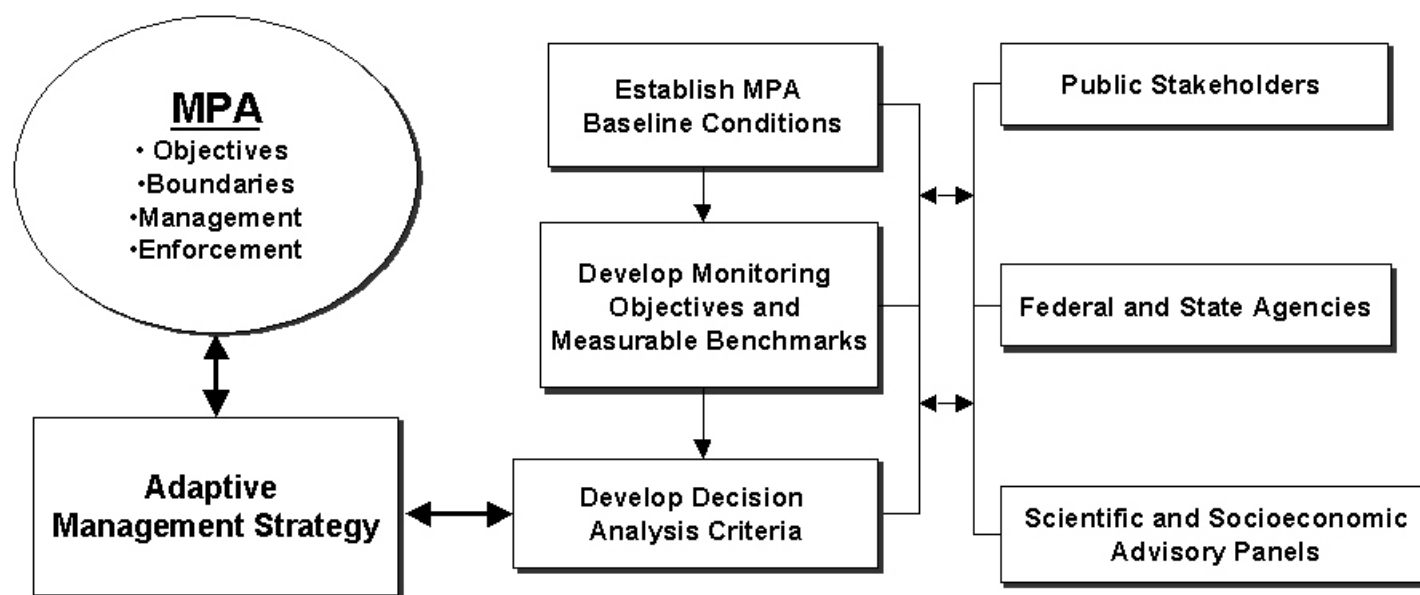 MPA
• Objectives
•Boundaries
•Management
•Enforcement
Adaptive
Management Strategy
Establish MPA
Baseline Conditions
Develop Monitoring
Objectives and
Measurable Benchmarks
Develop Decision
Analysis Criteria
Public Stakeholders
Federal and State Agencies
Scientific and Socioeconomic
Advisory Panels